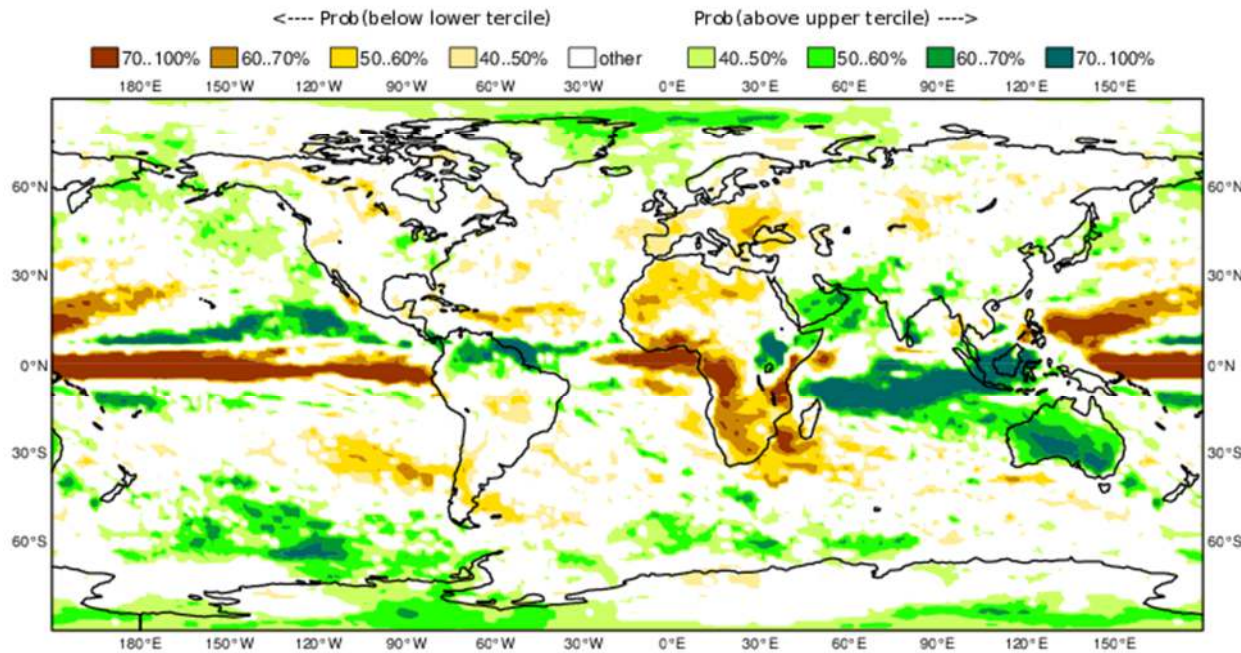 <---- Prob(below lower tercile) Prob(above upper tercile) ---->
70..100% 60..70% 50..60% 40..50% other 40..50% 50..60% 60..70% 70..100%
180°E 150°W 120°W 90°W 60°W 30°W 0°E 30°E 60°E 90°E 120°E 150°E
60°N 60°N
30°N 30°N
0°N 0°N
30°S 30°S
60°S 60°S
180°E 150°W 120°W 90°W 60°W 30°W 0°E 30°E 60°E 90°E 120°E 150°E